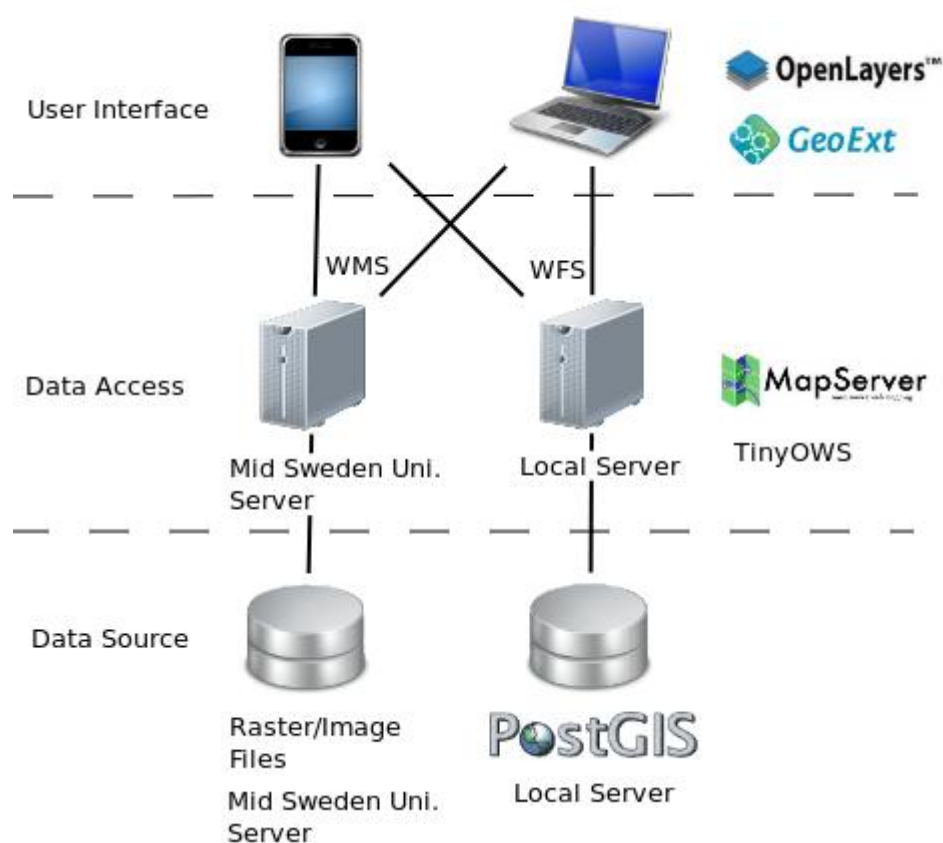 User Interface
OpenLayers™
GeoExt
WMS
WFS
Data Access
MapServer
Mid Sweden Uni.
Server
Local Server
TinyOWS
Data Source
Raster/Image
Files
Mid Sweden Uni.
Server
PostGIS
Local Server